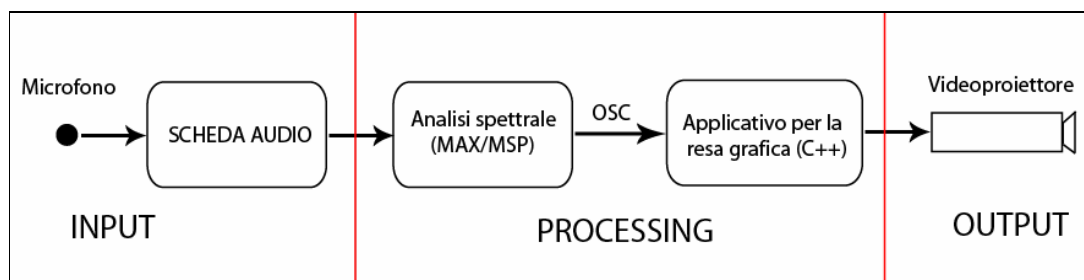 Microfono
SCHEDA AUDIO
INPUT
Analisi spettrale
(MAX/MSP)
OSC
Applicativo per la
resa grafica (C++)
PROCESSING
Videoproiettore
OUTPUT